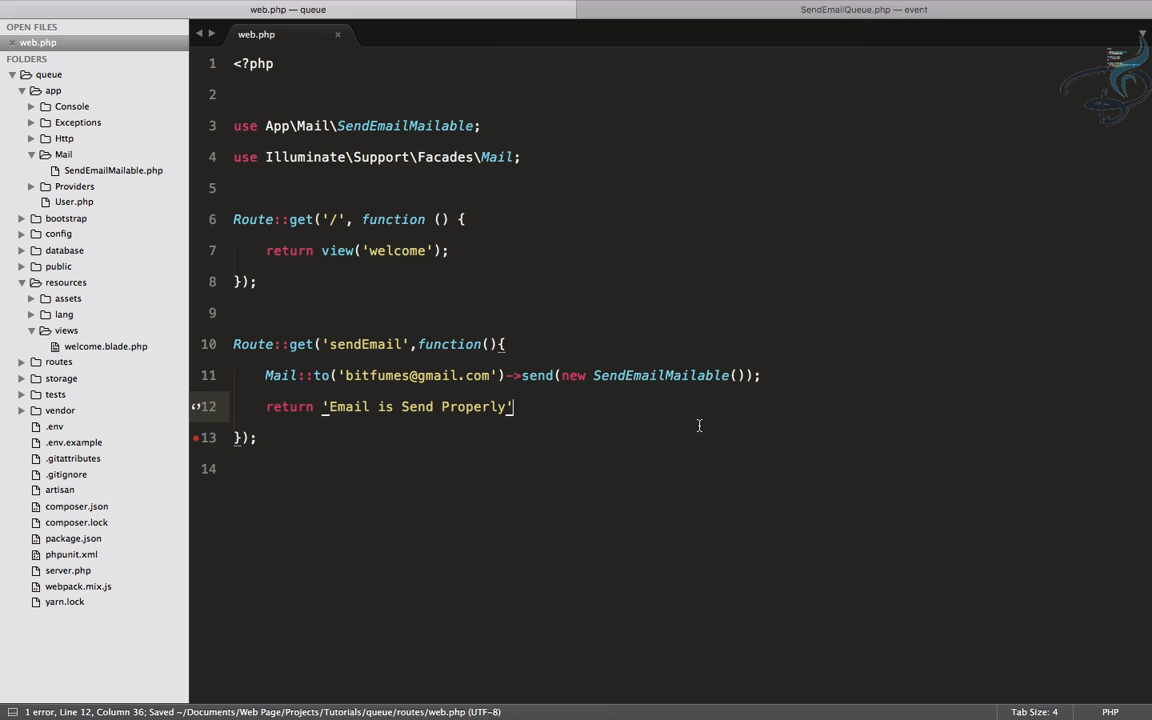 web.php — queue
SendEmailQueue.php — event
OPEN FILES
web.php
FOLDERS
queue
app
Console
Exceptions
Http
Mail
SendEmailMailable.php
Providers
User.php
bootstrap
config
database
public
resources
assets
lang
views
welcome.blade.php
routes
storage
tests
vendor
.env
.env.example
.gitattributes
.gitignore
artisan
composer.json
composer.lock
package.json
phpunit.xml
server.php
webpack.mix.js
yarn.lock
web.php
1 <?php
2
3 use App\Mail\SendEmailMailable;
4 use Illuminate\Support\Facades\Mail;
5
6 Route::get('/', function () {
7 return view('welcome');
8 });
9
10 Route::get('sendEmail',function(){
11 Mail::to('bitfumes@gmail.com')->send(new SendEmailMailable());
12 return 'Email is Send Properly'
13 });
14
1 error, Line 12, Column 36; Saved ~/Documents/Web Page/Projects/Tutorials/queue/routes/web.php (UTF-8)
Tab Size: 4
PHP